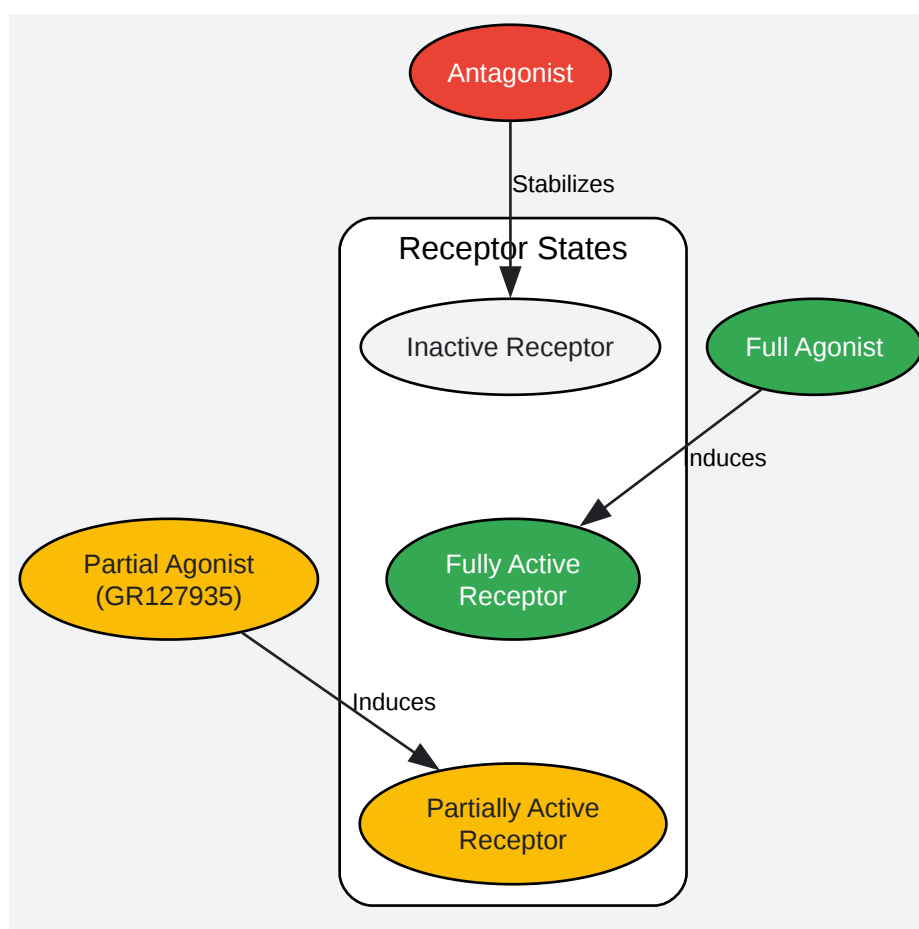 Antagonist
Stabilizes
Receptor States
Inactive Receptor
Full Agonist
Induces
Partial Agonist
(GR127935)
Fully Active
Receptor
Induces
Partially Active
Receptor